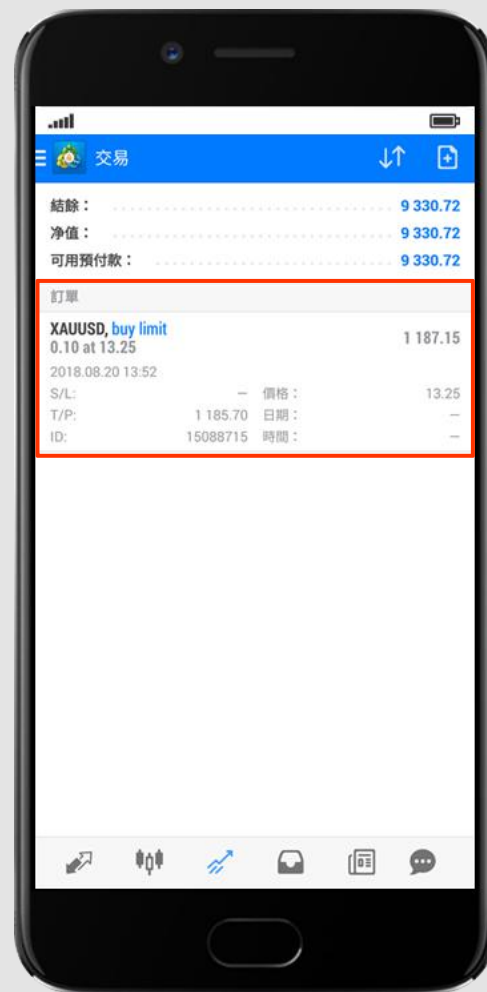 交易
結餘： 9 330.72
净值： 9 330.72
可用預付款： 9 330.72
訂單
XAUUSD, buy limit 1 187.15
0.10 at 13.25
2018.08.20 13:52
S/L: – 價格： 13.25
T/P: 1 185.70 日期： –
ID: 15088715 時間： –